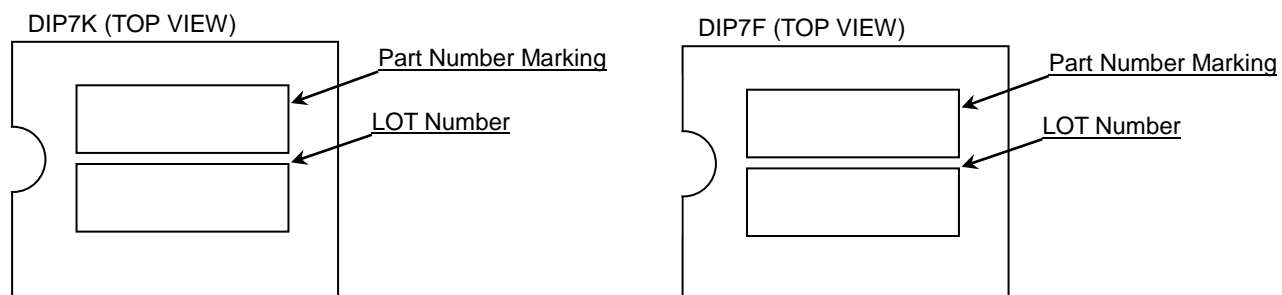 DIP7K (TOP VIEW)
Part Number Marking
LOT Number
DIP7F (TOP VIEW)
Part Number Marking
LOT Number